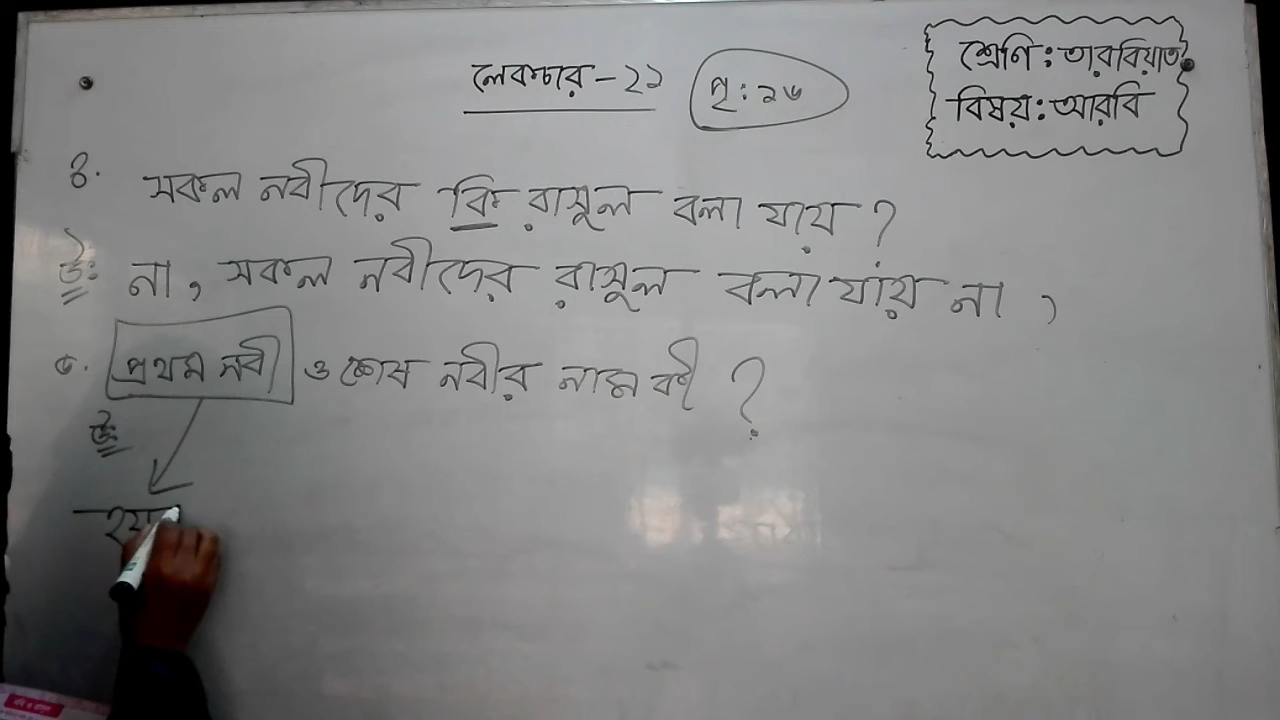 লেকচার - ২১
পৃ: ২৬
শ্রেণি : তারবিয়াত
বিষয় : আরবি
৪. সকল নবীদের কি রাসূল বলা যায় ?
উ: না, সকল নবীদের রাসূল বলা যায় না,
৫. প্রথম নবী ও শেষ নবীর নাম কী ?
উ: